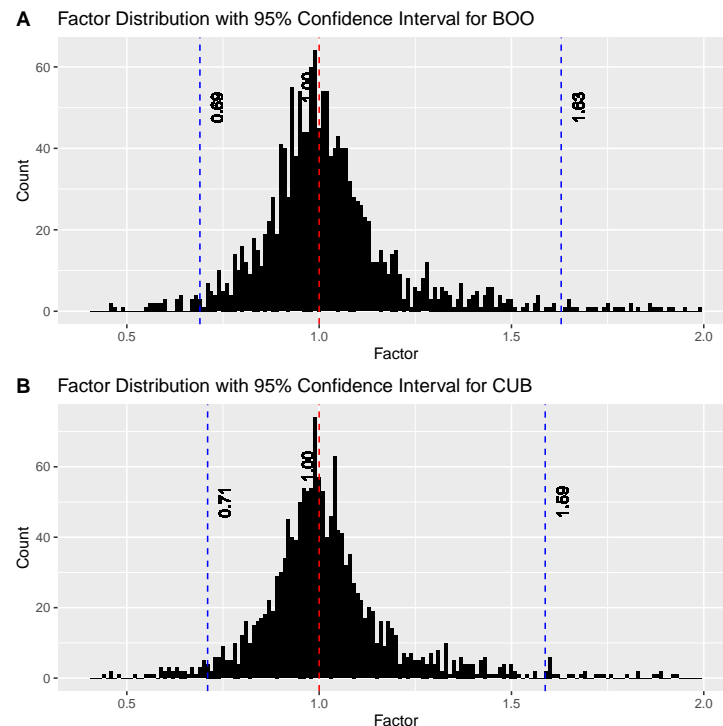 A Factor Distribution with 95% Confidence Interval for BOO
60
40
20
0
Count
0.69
1.00
1.63
0.5 1.0 1.5 2.0
Factor
B Factor Distribution with 95% Confidence Interval for CUB
60
40
20
0
Count
0.71
1.00
1.59
0.5 1.0 1.5 2.0
Factor